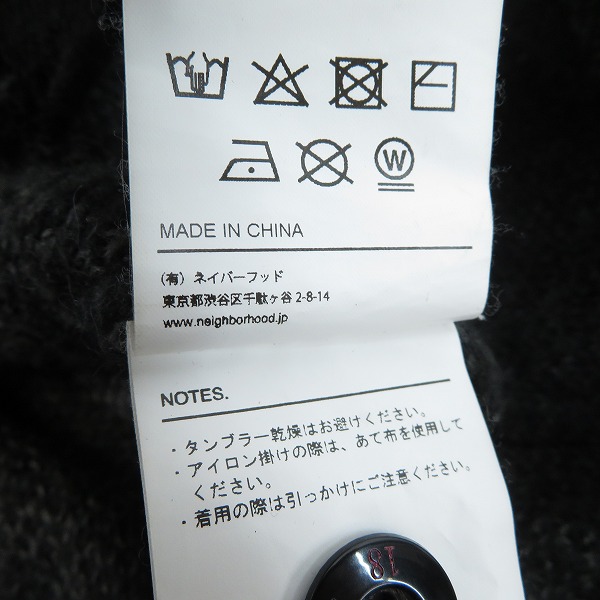 W
MADE IN CHINA
(有) ネイバーフッド
東京都渋谷区千駄ヶ谷 2-8-14
www.neighborhood.jp
NOTES.
・タンブラー乾燥はお避けください。
・アイロン掛けの際は、あて布を使用して
ください。
・着用の際は引っかけにご注意ください。
18